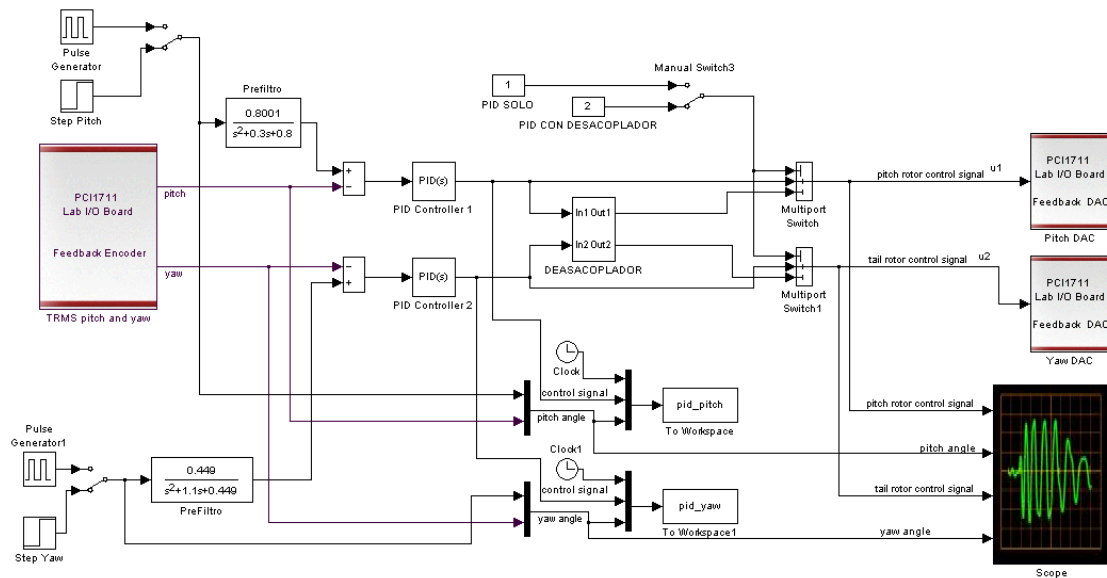 Pulse
Generator
Step Pitch
Prefiltro
0.8001
s²+0.3s+0.8
1
PID SOLO
2
PID CON DESACOPLADOR
Manual Switch3
PCI1711
Lab I/O Board
Feedback Encoder
TRMS pitch and yaw
pitch
yaw
+
−
PID(s)
PID Controller 1
−
+
PID(s)
PID Controller 2
In1 Out1
In2 Out2
DEASACOPLADOR
Multiport
Switch
Multiport
Switch1
pitch rotor control signal
u1
tail rotor control signal
u2
PCI1711
Lab I/O Board
Feedback DAC
Pitch DAC
PCI1711
Lab I/O Board
Feedback DAC
Yaw DAC
Clock
control signal
pitch angle
pid_pitch
To Workspace
Clock1
control signal
yaw angle
pid_yaw
To Workspace1
Pulse
Generator1
Step Yaw
0.449
s²+1.1s+0.449
PreFiltro
pitch rotor control signal
pitch angle
tail rotor control signal
yaw angle
Scope